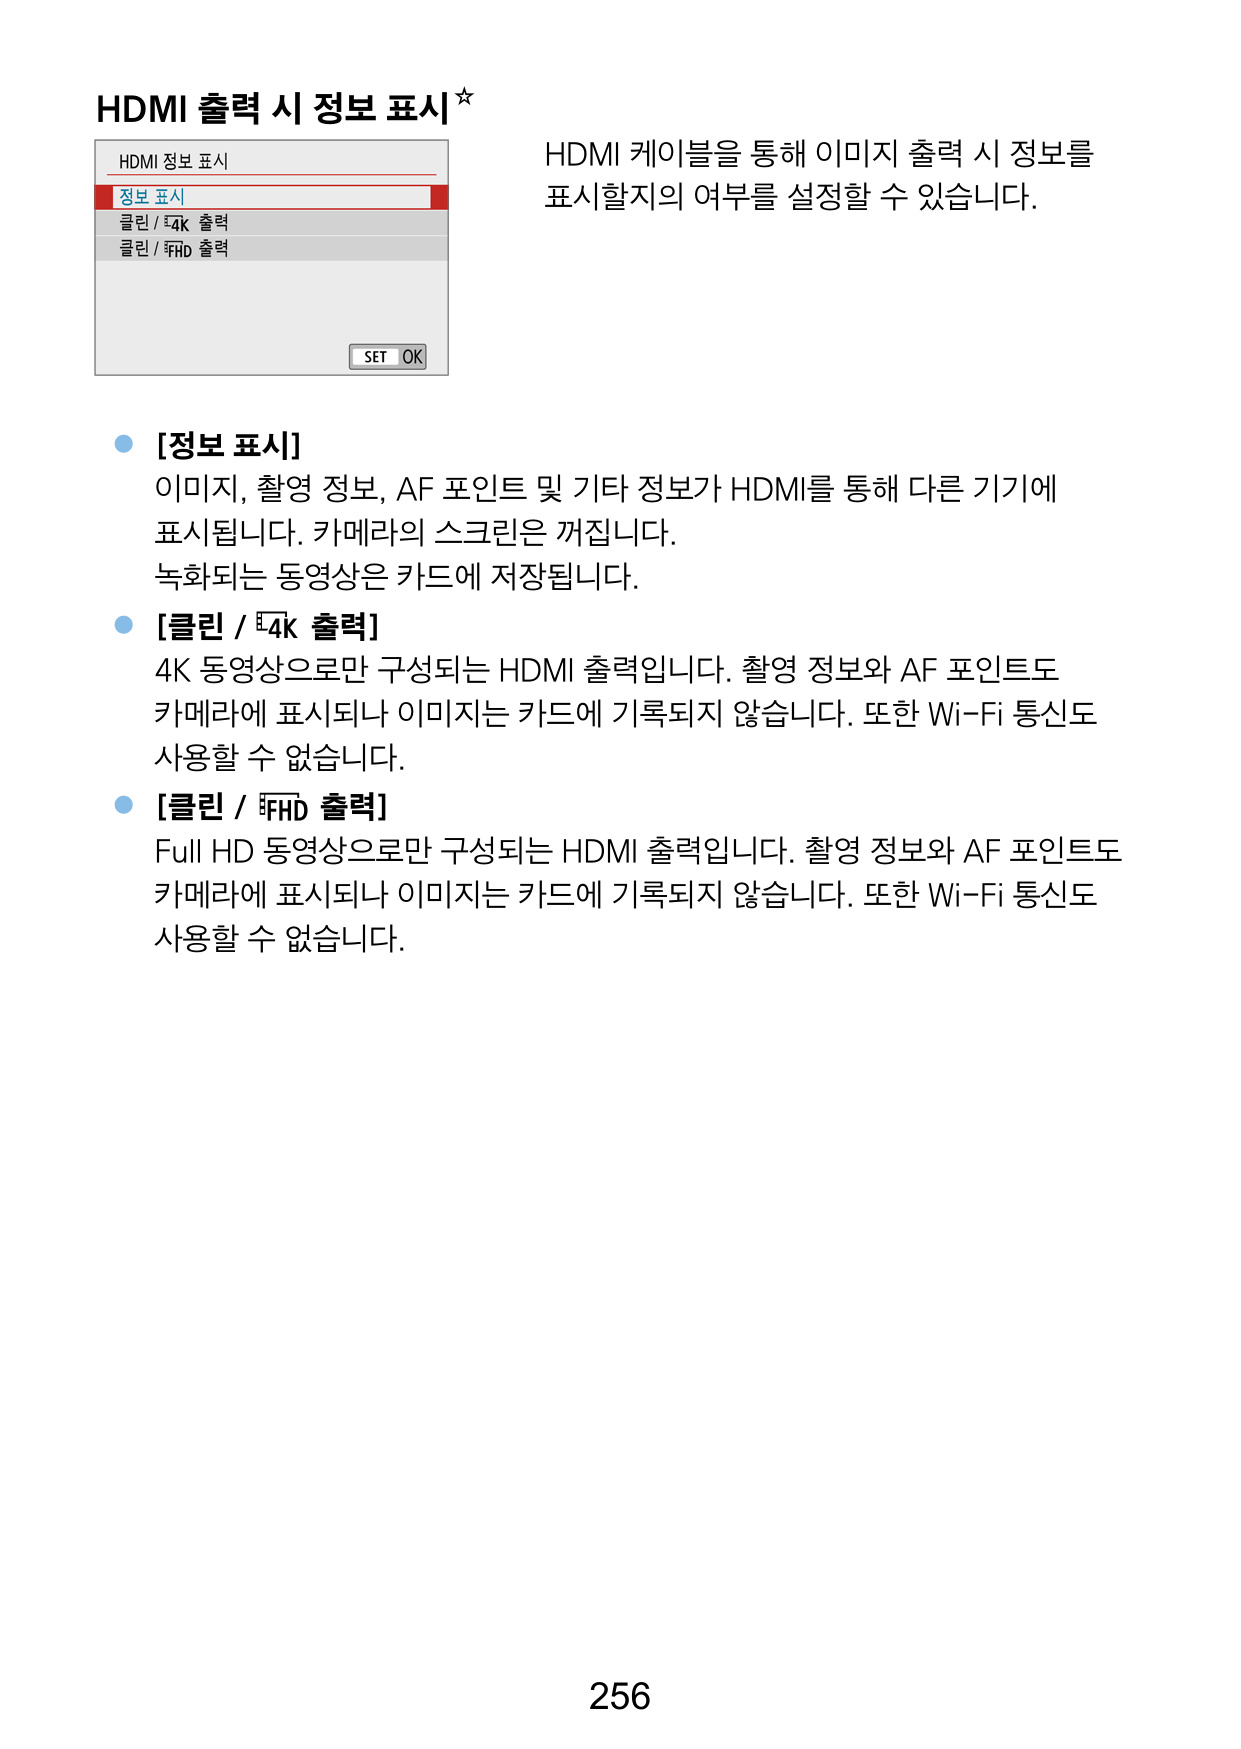 HDMI 출력 시 정보 표시☆
HDMI 정보 표시
정보 표시
클린 / 4K 출력
클린 / FHD 출력
SET OK
HDMI 케이블을 통해 이미지 출력 시 정보를
표시할지의 여부를 설정할 수 있습니다.
● [정보 표시]
이미지, 촬영 정보, AF 포인트 및 기타 정보가 HDMI를 통해 다른 기기에
표시됩니다. 카메라의 스크린은 꺼집니다.
녹화되는 동영상은 카드에 저장됩니다.
● [클린 / 4K 출력]
4K 동영상으로만 구성되는 HDMI 출력입니다. 촬영 정보와 AF 포인트도
카메라에 표시되나 이미지는 카드에 기록되지 않습니다. 또한 Wi-Fi 통신도
사용할 수 없습니다.
● [클린 / FHD 출력]
Full HD 동영상으로만 구성되는 HDMI 출력입니다. 촬영 정보와 AF 포인트도
카메라에 표시되나 이미지는 카드에 기록되지 않습니다. 또한 Wi-Fi 통신도
사용할 수 없습니다.
256